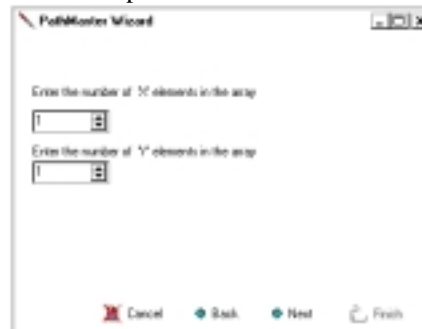 PathMaster Wizard
Enter the number of 'X' elements in the array
1
Enter the number of 'Y' elements in the array
1
Cancel Back Next Finish